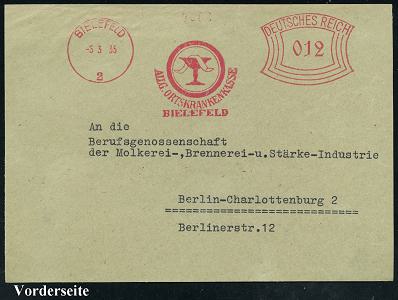 BIELEFELD
-5 3 35
2
ALLG. ORTSKRANKENKASSE
BIELEFELD
DEUTSCHES REICH
012
An die
Berufsgenossenschaft
der Molkerei-,Brennerei-u.Stärke-Industrie
Berlin-Charlottenburg 2
===========================
Berlinerstr.12
Vorderseite